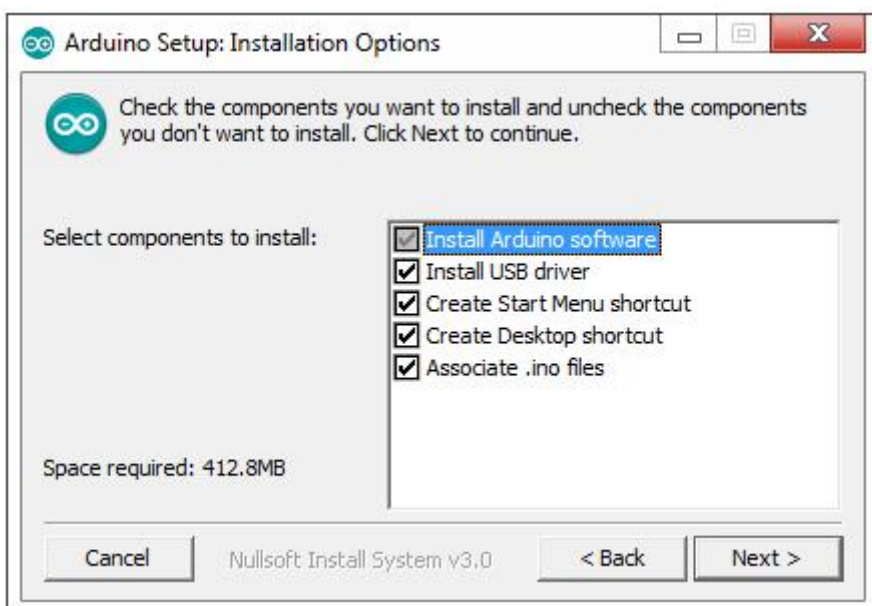 Arduino Setup: Installation Options
Check the components you want to install and uncheck the components
you don't want to install. Click Next to continue.
Select components to install:
Install Arduino software
Install USB driver
Create Start Menu shortcut
Create Desktop shortcut
Associate .ino files
Space required: 412.8MB
Cancel
Nullsoft Install System v3.0
< Back
Next >